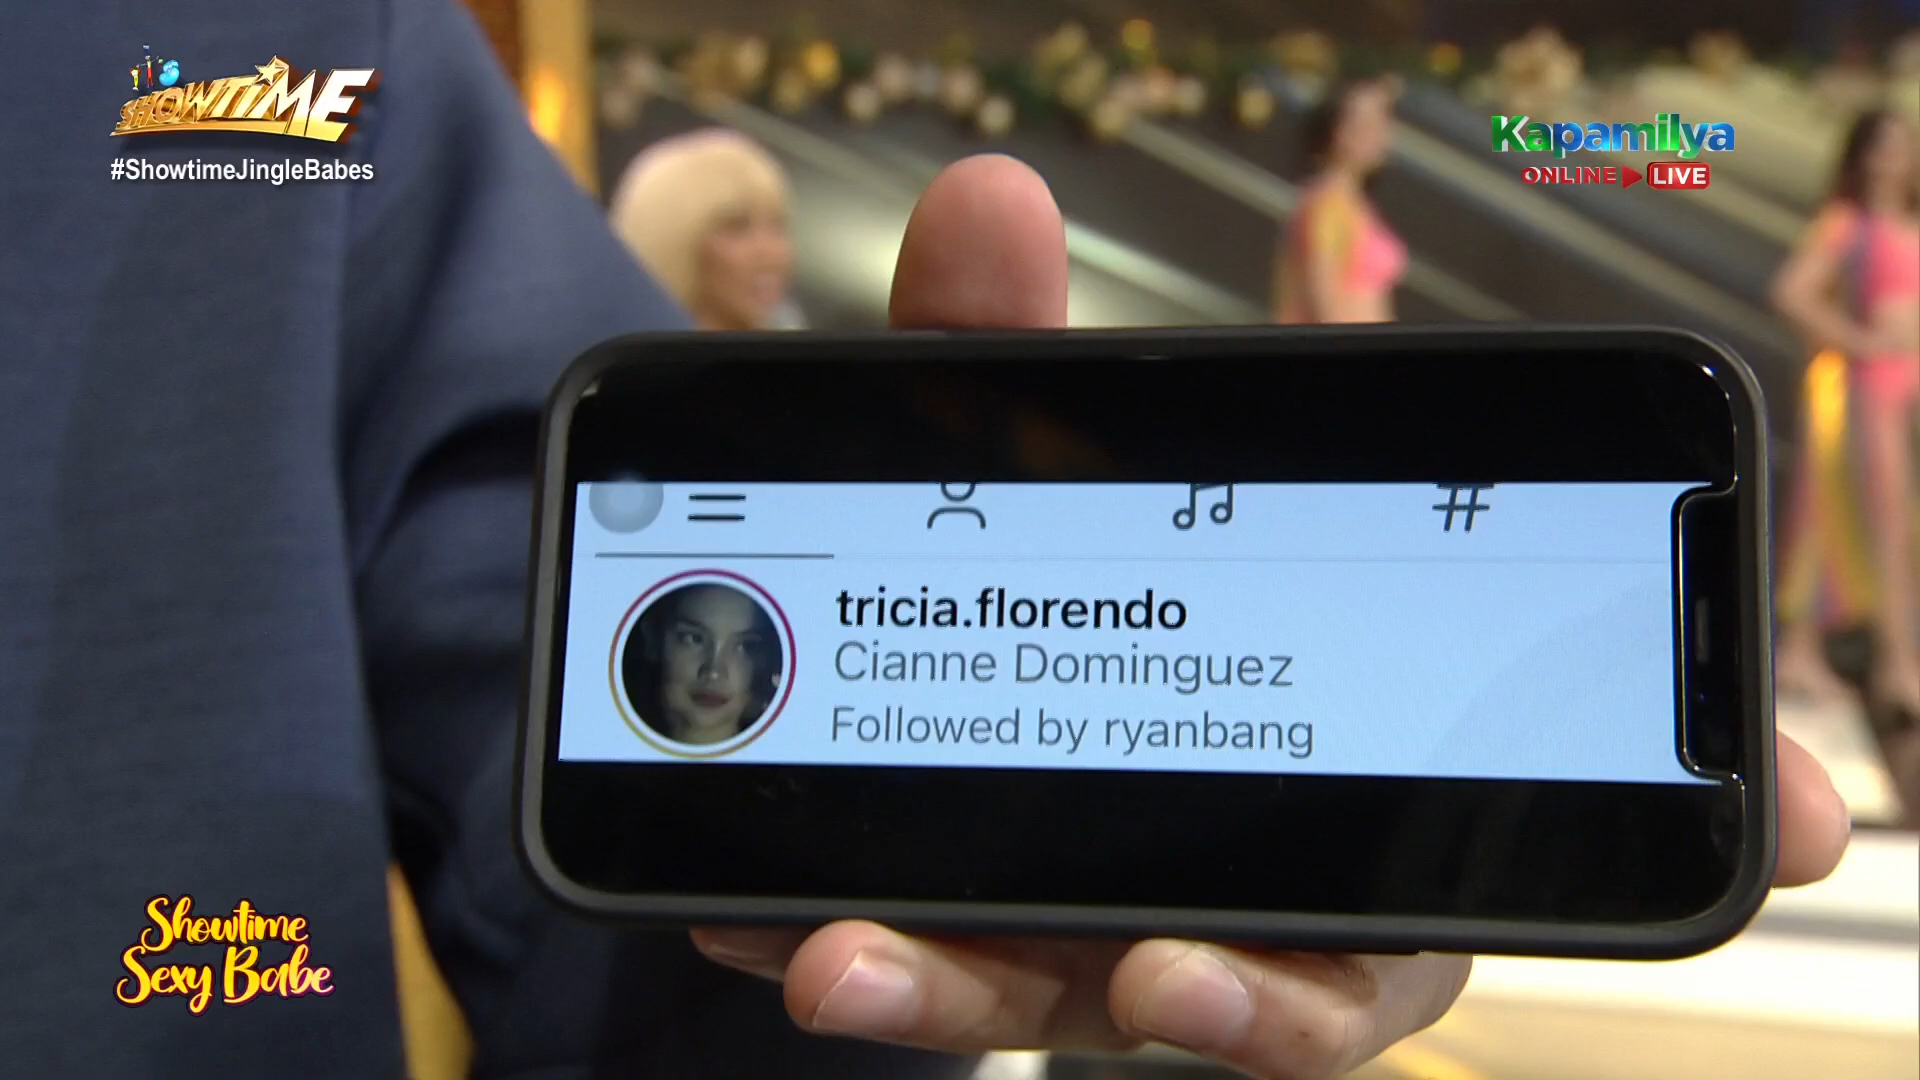 it's
SHOWTIME
#ShowtimeJingleBabes
Kapamilya
ONLINE LIVE
#
tricia.florendo
Cianne Dominguez
Followed by ryanbang
Showtime
Sexy Babe